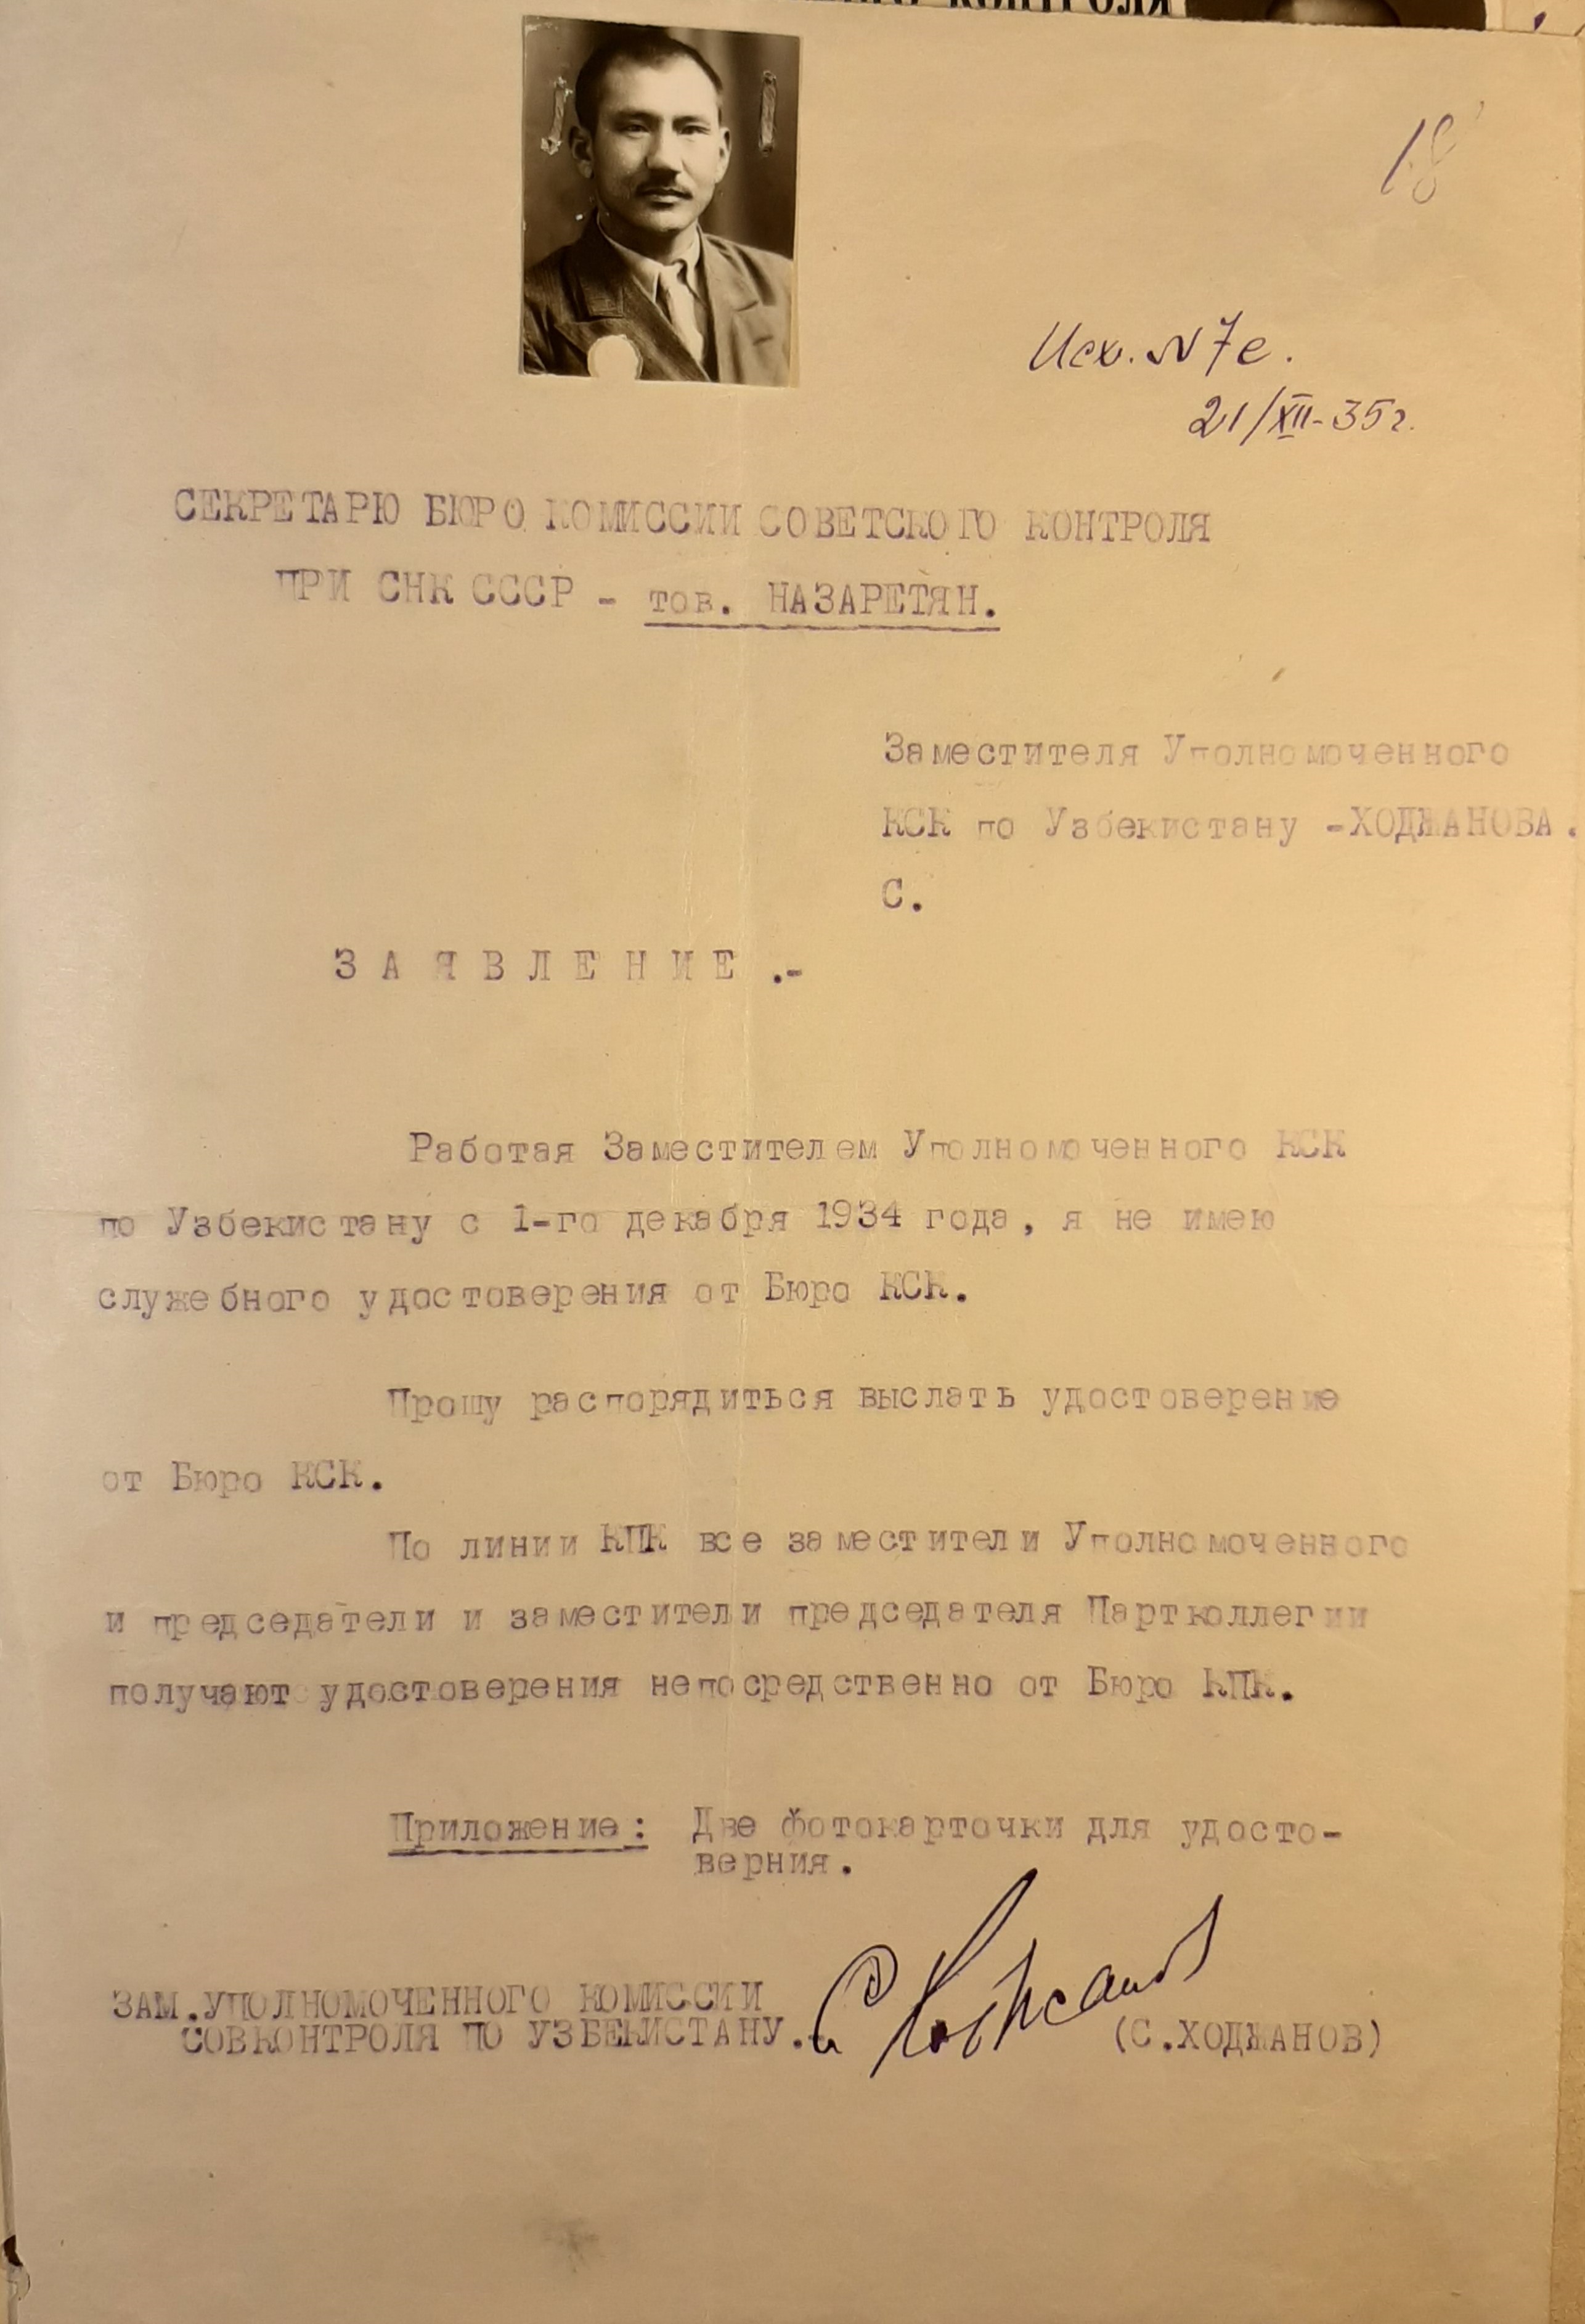 КОНТРОЛЯ
18
Исх. N 7е.
21/XII-35г.
СЕКРЕТАРЮ БЮРО КОМИССИИ СОВЕТСКОГО КОНТРОЛЯ
ПРИ СНК СССР - тов. НАЗАРЕТЯН.
Заместителя Уполномоченного
КСК по Узбекистану -ХОДЖАНОВА.
С.
ЗАЯВЛЕНИЕ.-
Работая Заместителем Уполномоченного КСК
по Узбекистану с 1-го декабря 1934 года, я не имею
служебного удостоверения от Бюро КСК.
Прошу распорядиться выслать удостоверение
от Бюро КСК.
По линии КПК все заместители Уполномоченного
и председатели и заместители председателя Партколлегии
получают удостоверения непосредственно от Бюро КПК.
Приложение: Две фотокарточки для удосто-
верния.
ЗАМ.УПОЛНОМОЧЕННОГО КОМИССИИ
СОВКОНТРОЛЯ ПО УЗБЕКИСТАНУ.- С Ходжанов (С.ХОДЖАНОВ)